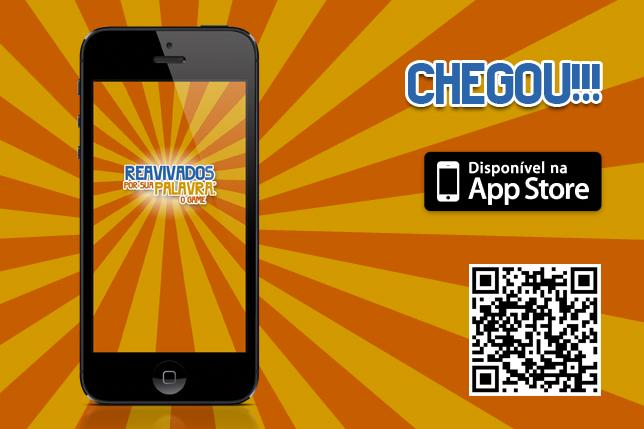 CHEGOU!!!
REAVIVADOS
POR SUA PALAVRA
O GAME
Disponível na
App Store